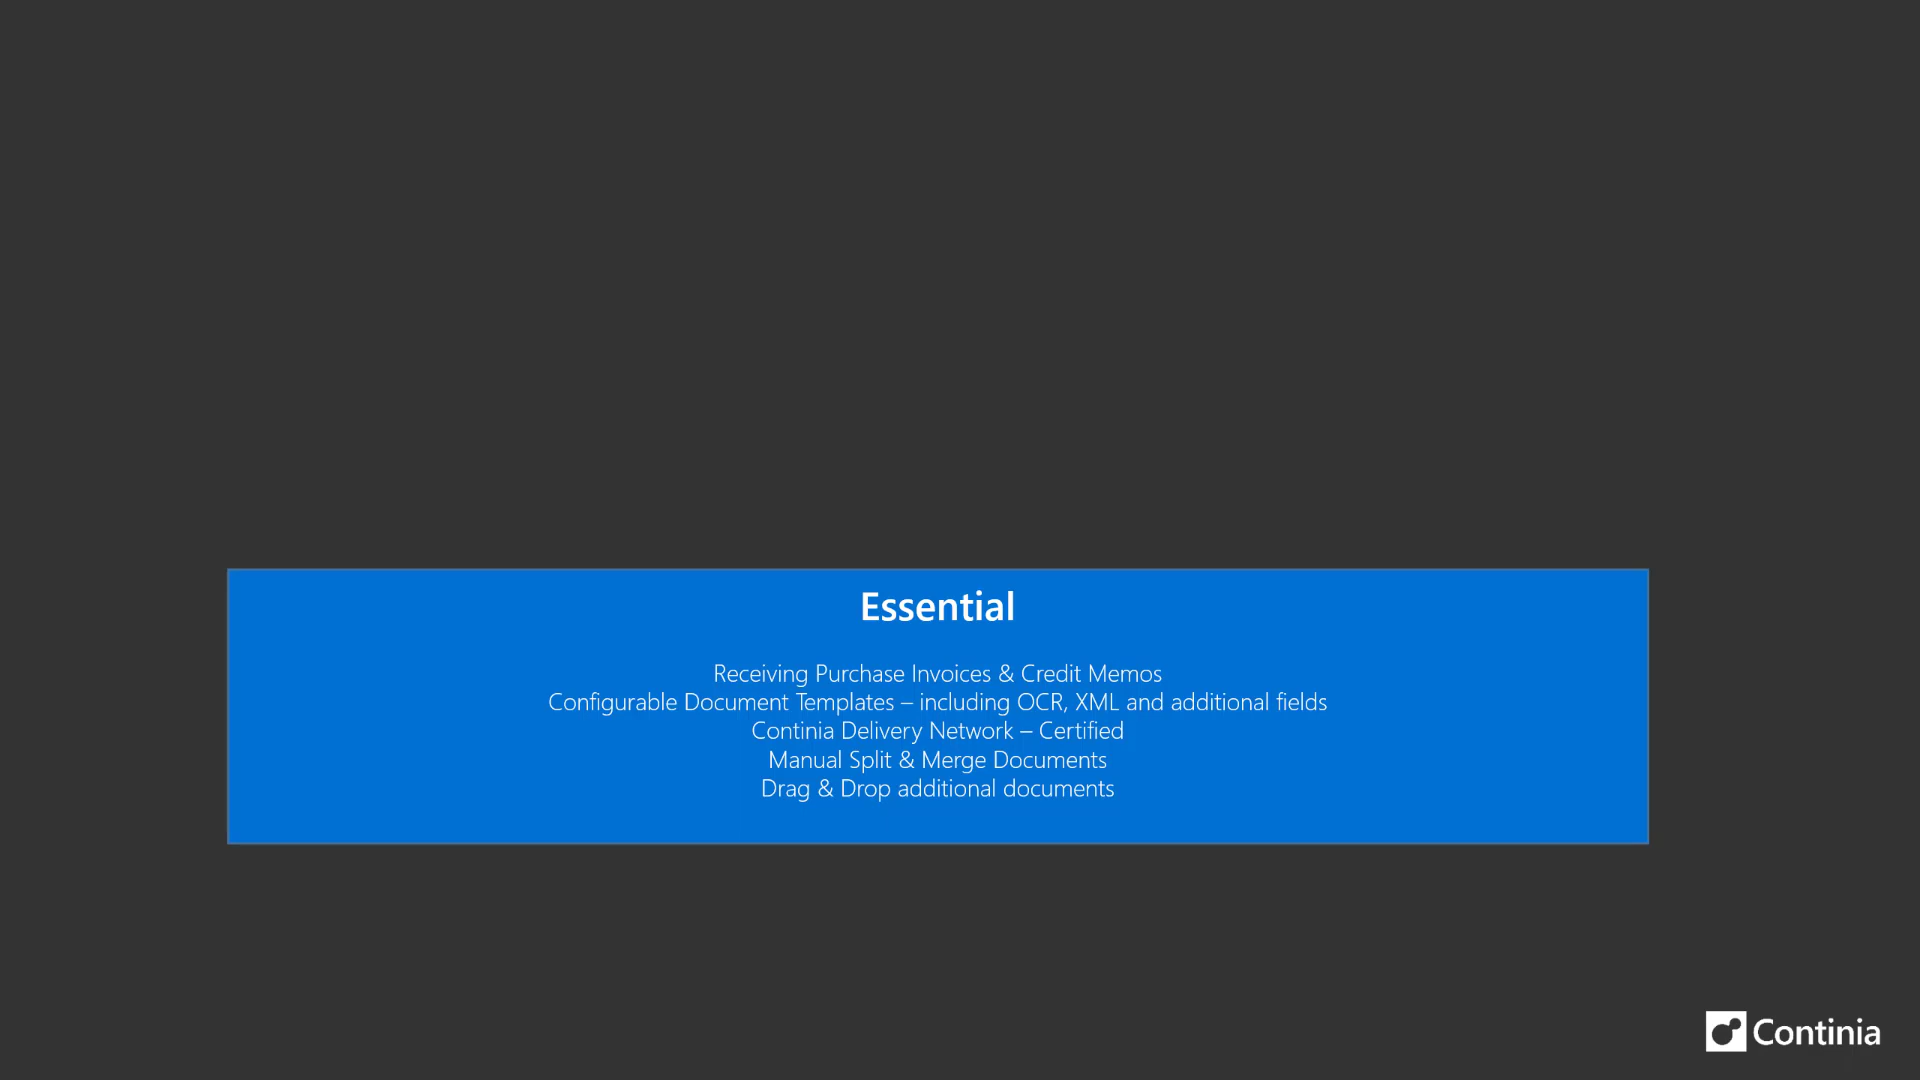 Essential
Receiving Purchase Invoices & Credit Memos
Configurable Document Templates – including OCR, XML and additional fields
Continia Delivery Network – Certified
Manual Split & Merge Documents
Drag & Drop additional documents
Continia